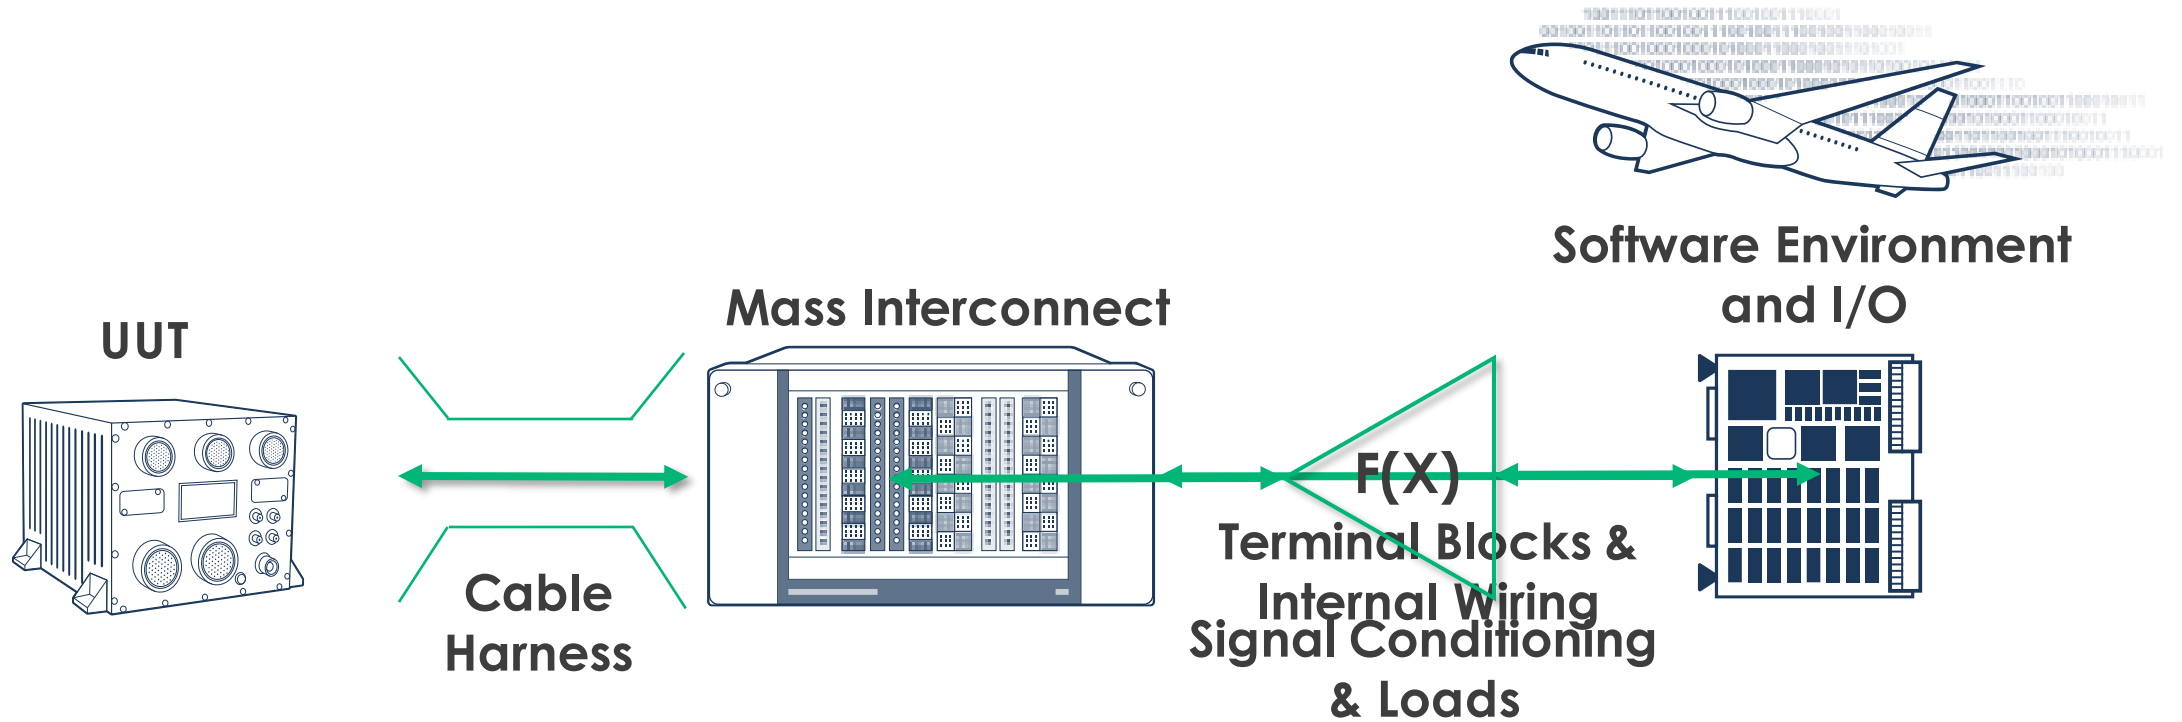 Software Environment
and I/O
Mass Interconnect
UUT
F(X)
Terminal Blocks &
Internal Wiring
Signal Conditioning
& Loads
Cable
Harness